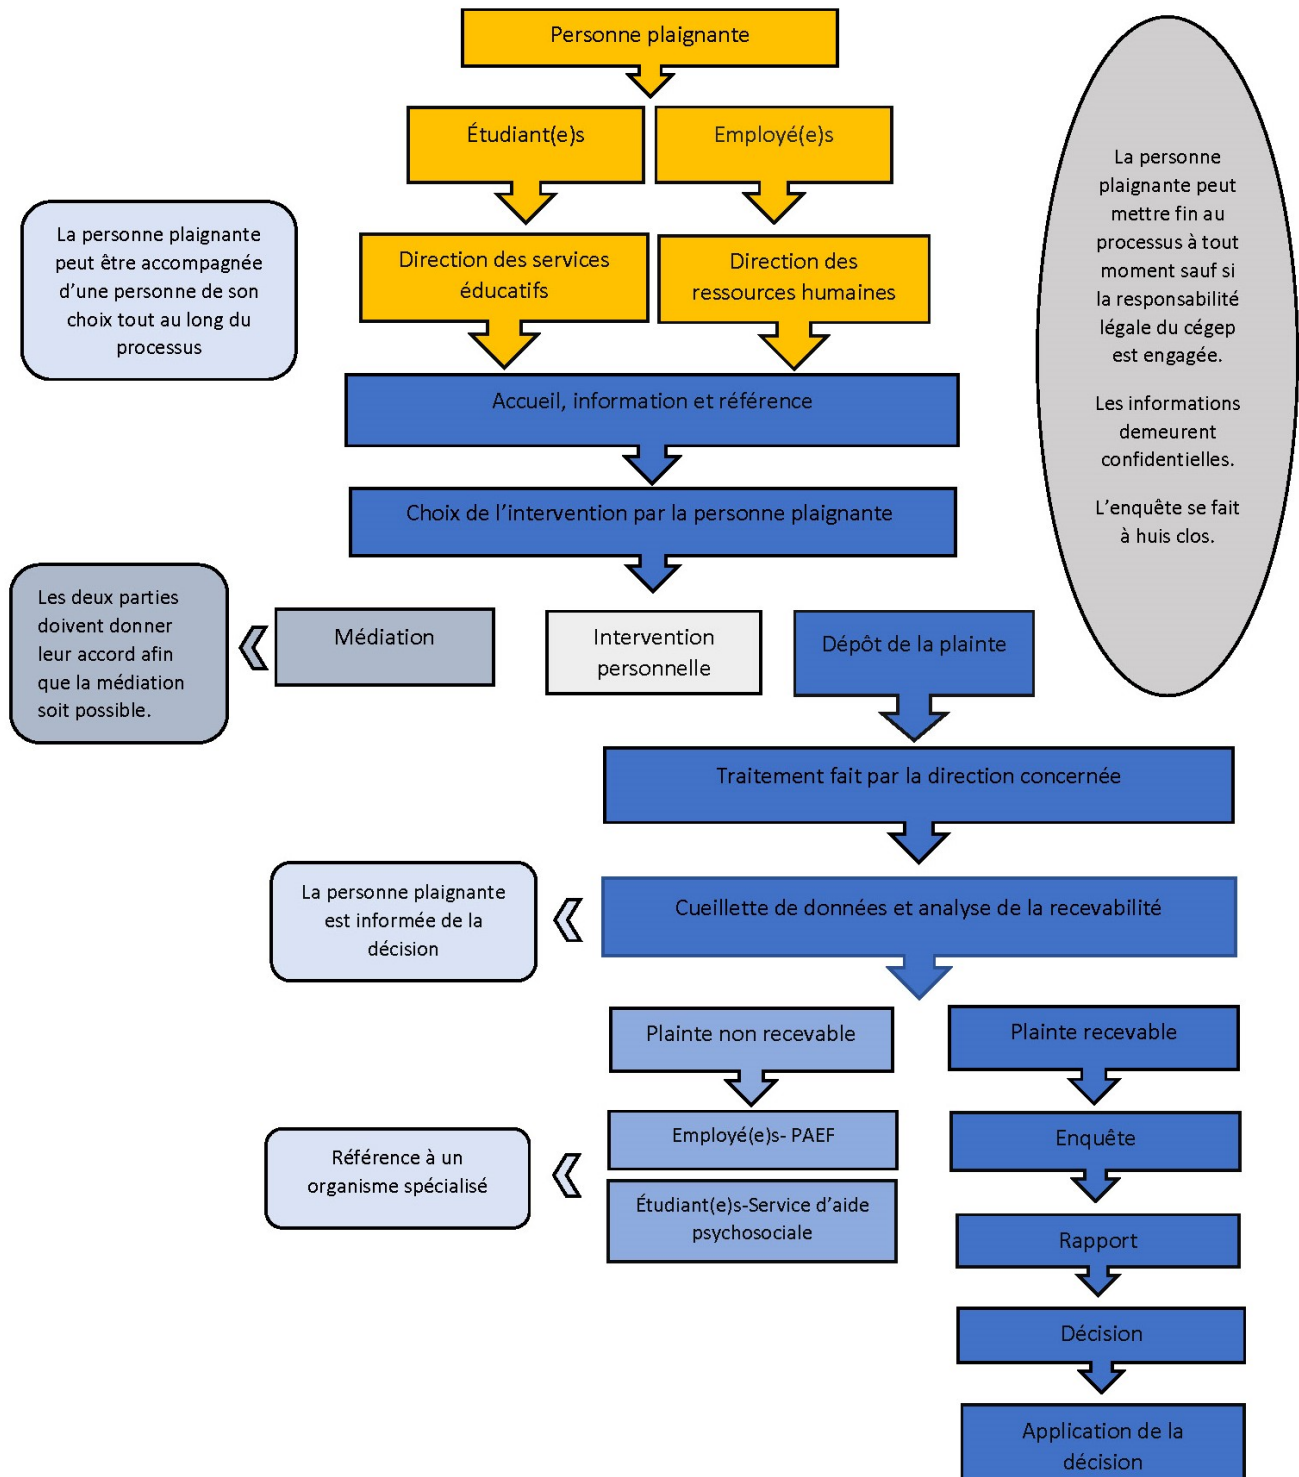 Personne plaignante
Étudiant(e)s
Employé(e)s
La personne plaignante
peut être accompagnée
d'une personne de son
choix tout au long du
processus
Direction des services
éducatifs
Direction des
ressources humaines
La personne
plaignante peut
mettre fin au
processus à tout
moment sauf si
la responsabilité
légale du cégep
est engagée.
Les informations
demeurent
confidentielles.
L'enquête se fait
à huis clos.
Accueil, information et référence
Choix de l'intervention par la personne plaignante
Les deux parties
doivent donner
leur accord afin
que la médiation
soit possible.
Médiation
Intervention
personnelle
Dépôt de la plainte
Traitement fait par la direction concernée
La personne plaignante
est informée de la
décision
Cueillette de données et analyse de la recevabilité
Plainte non recevable
Plainte recevable
Référence à un
organisme spécialisé
Employé(e)s- PAEF
Étudiant(e)s-Service d'aide
psychosociale
Enquête
Rapport
Décision
Application de la
décision